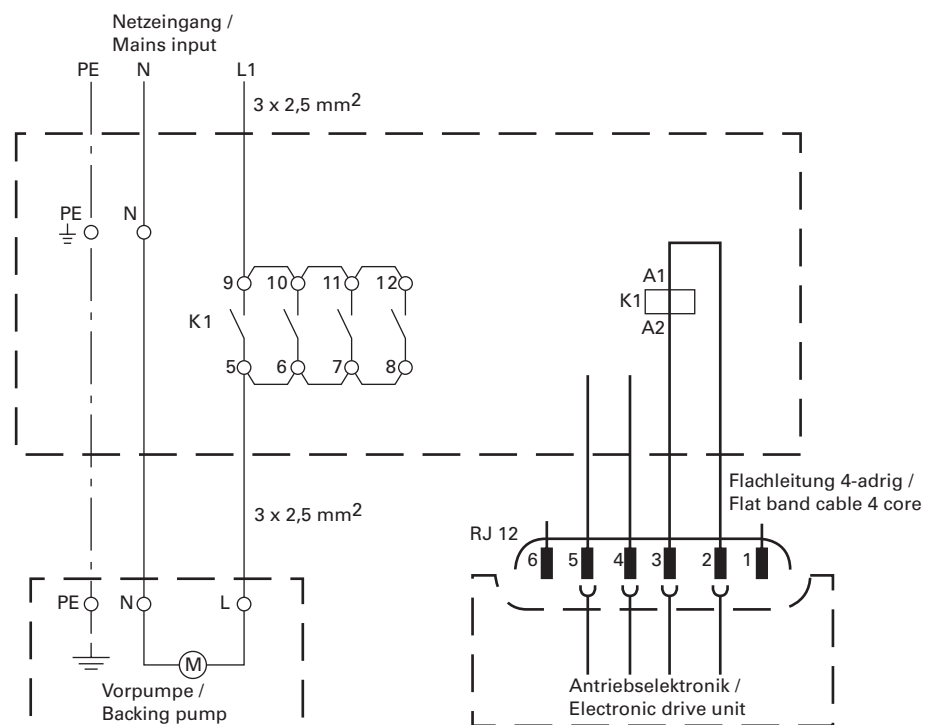 Netzeingang /
Mains input
PE N L1
3 x 2,5 mm²
PE N
9 10 11 12
K1
5 6 7 8
A1
K1
A2
3 x 2,5 mm²
Flachleitung 4-adrig /
Flat band cable 4 core
RJ 12
6 5 4 3 2 1
PE N L
M
Vorpumpe /
Backing pump
Antriebselektronik /
Electronic drive unit